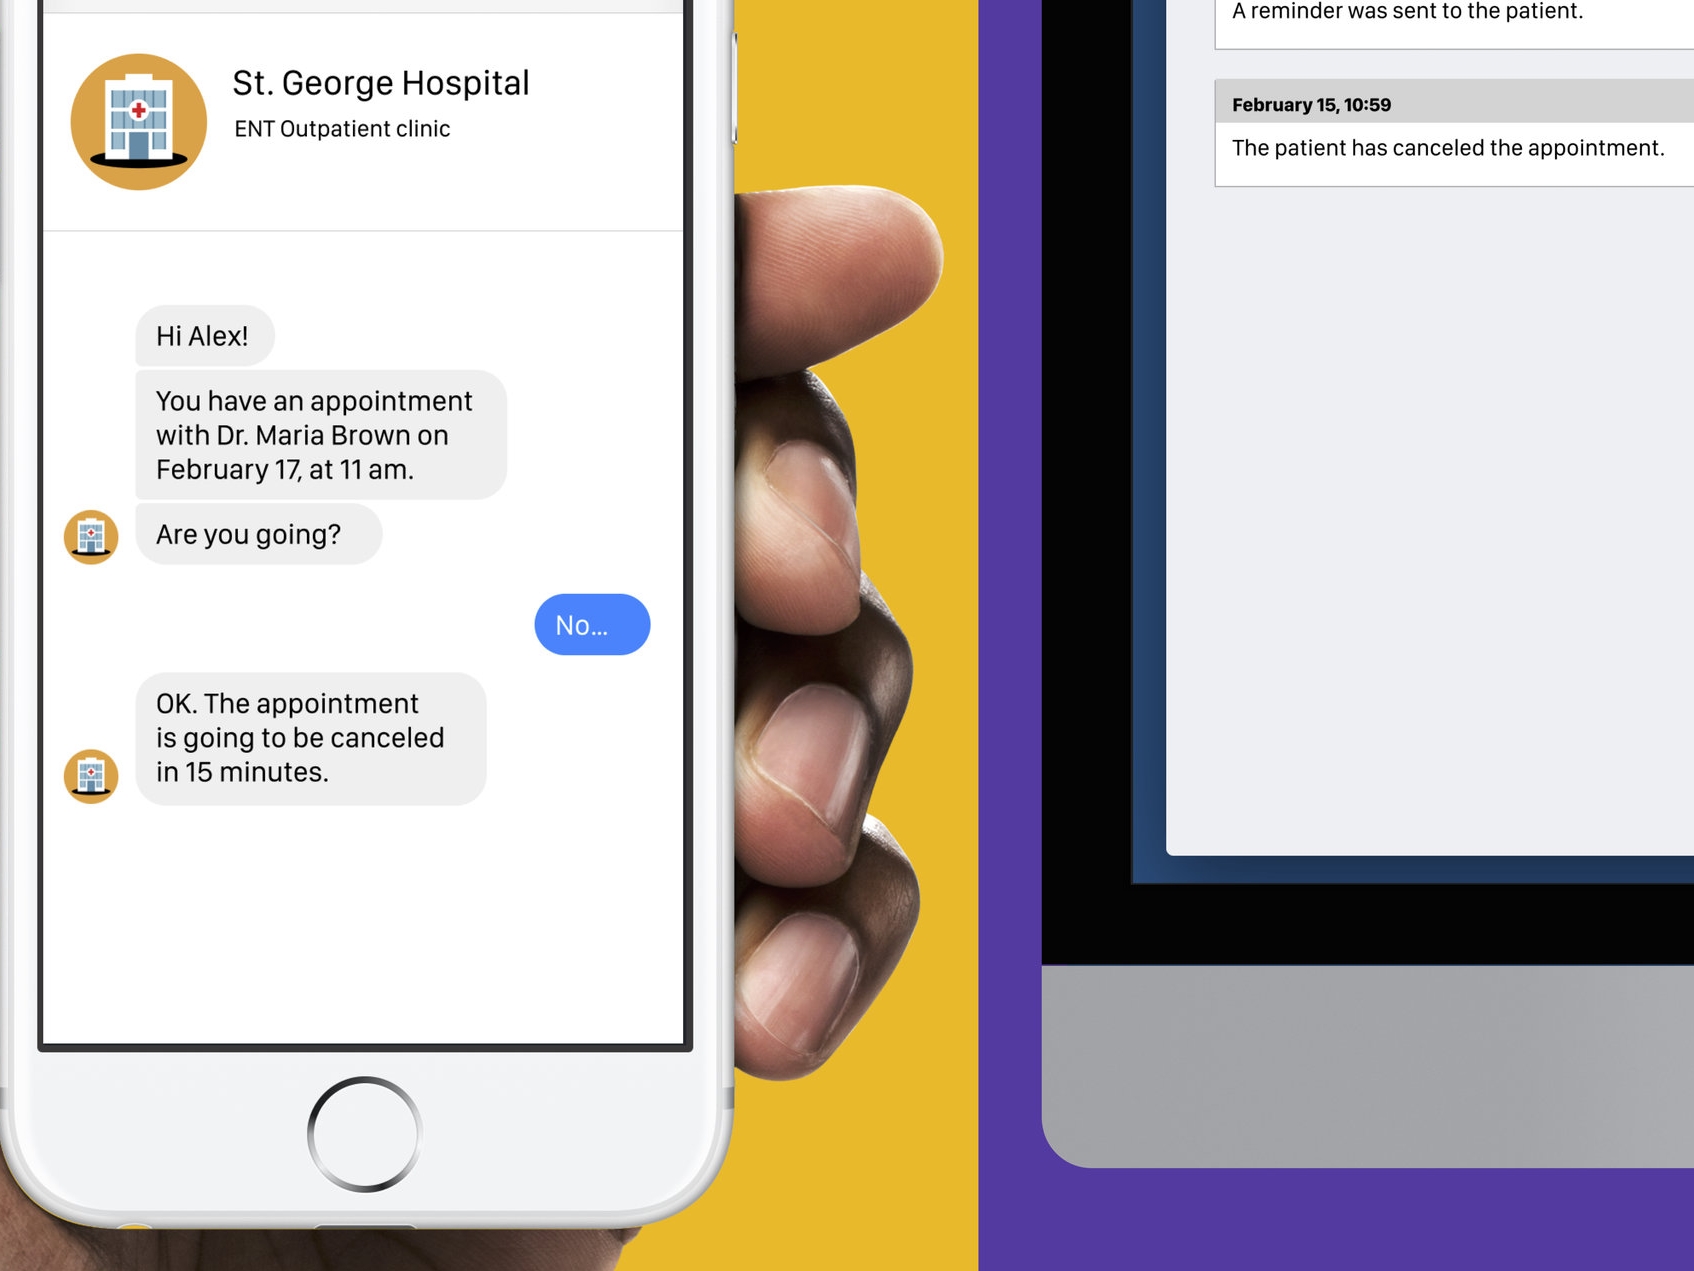 St. George Hospital
ENT Outpatient clinic
Hi Alex!
You have an appointment
with Dr. Maria Brown on
February 17, at 11 am.
Are you going?
No...
OK. The appointment
is going to be canceled
in 15 minutes.
A reminder was sent to the patient.
February 15, 10:59
The patient has canceled the appointment.